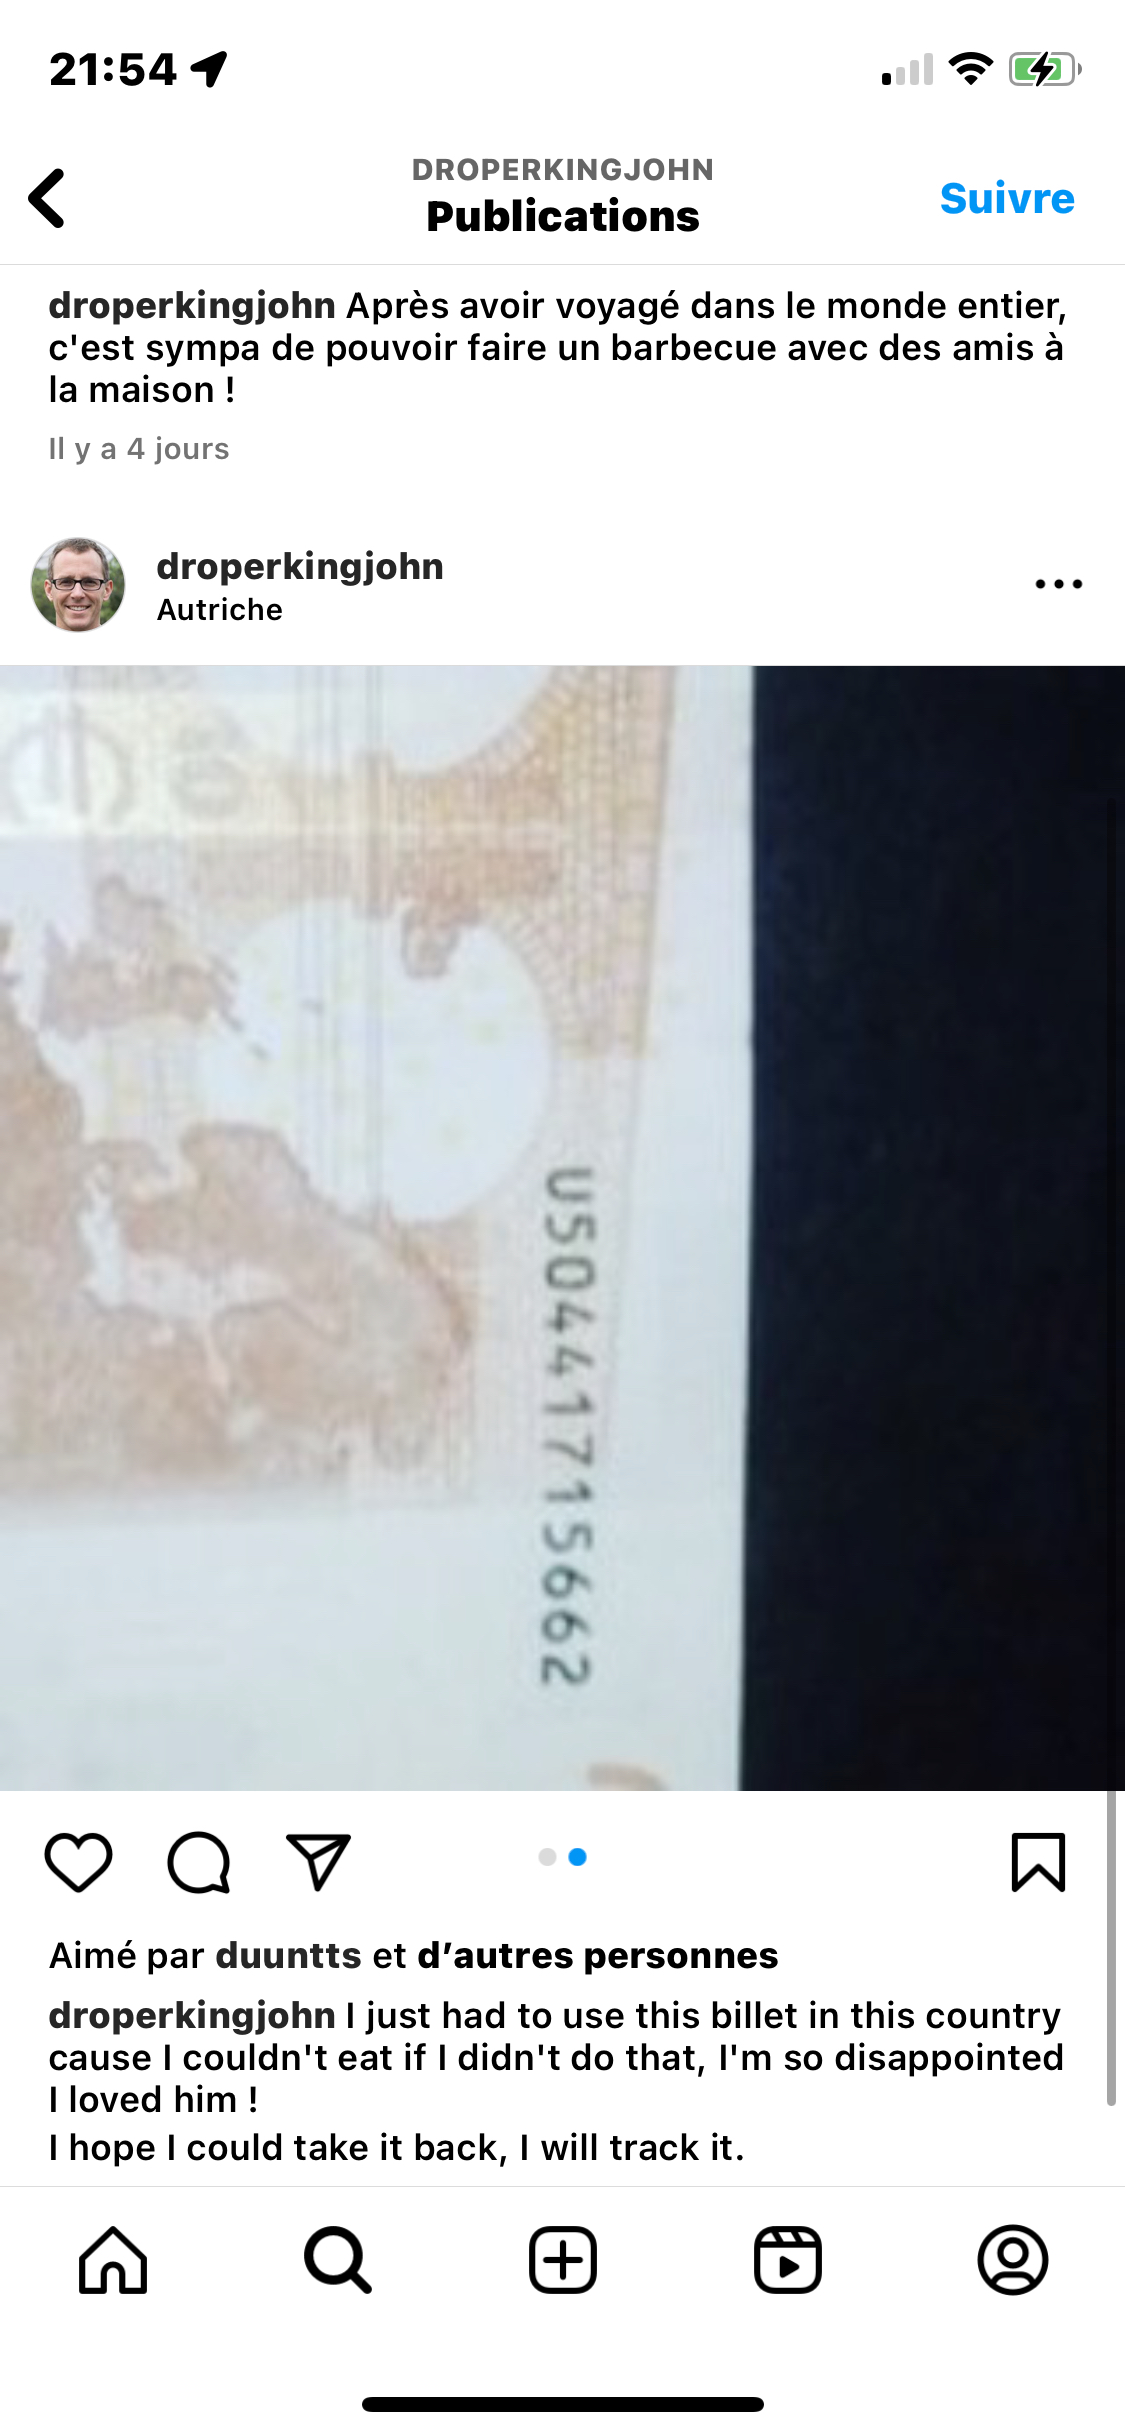 21:54
DROPERKINGJOHN
Publications
Suivre
droperkingjohn Après avoir voyagé dans le monde entier,
c'est sympa de pouvoir faire un barbecue avec des amis à
la maison !
Il y a 4 jours
droperkingjohn
Autriche
U50441715662
Aimé par duuntts et d’autres personnes
droperkingjohn I just had to use this billet in this country
cause I couldn't eat if I didn't do that, I'm so disappointed
I loved him !
I hope I could take it back, I will track it.